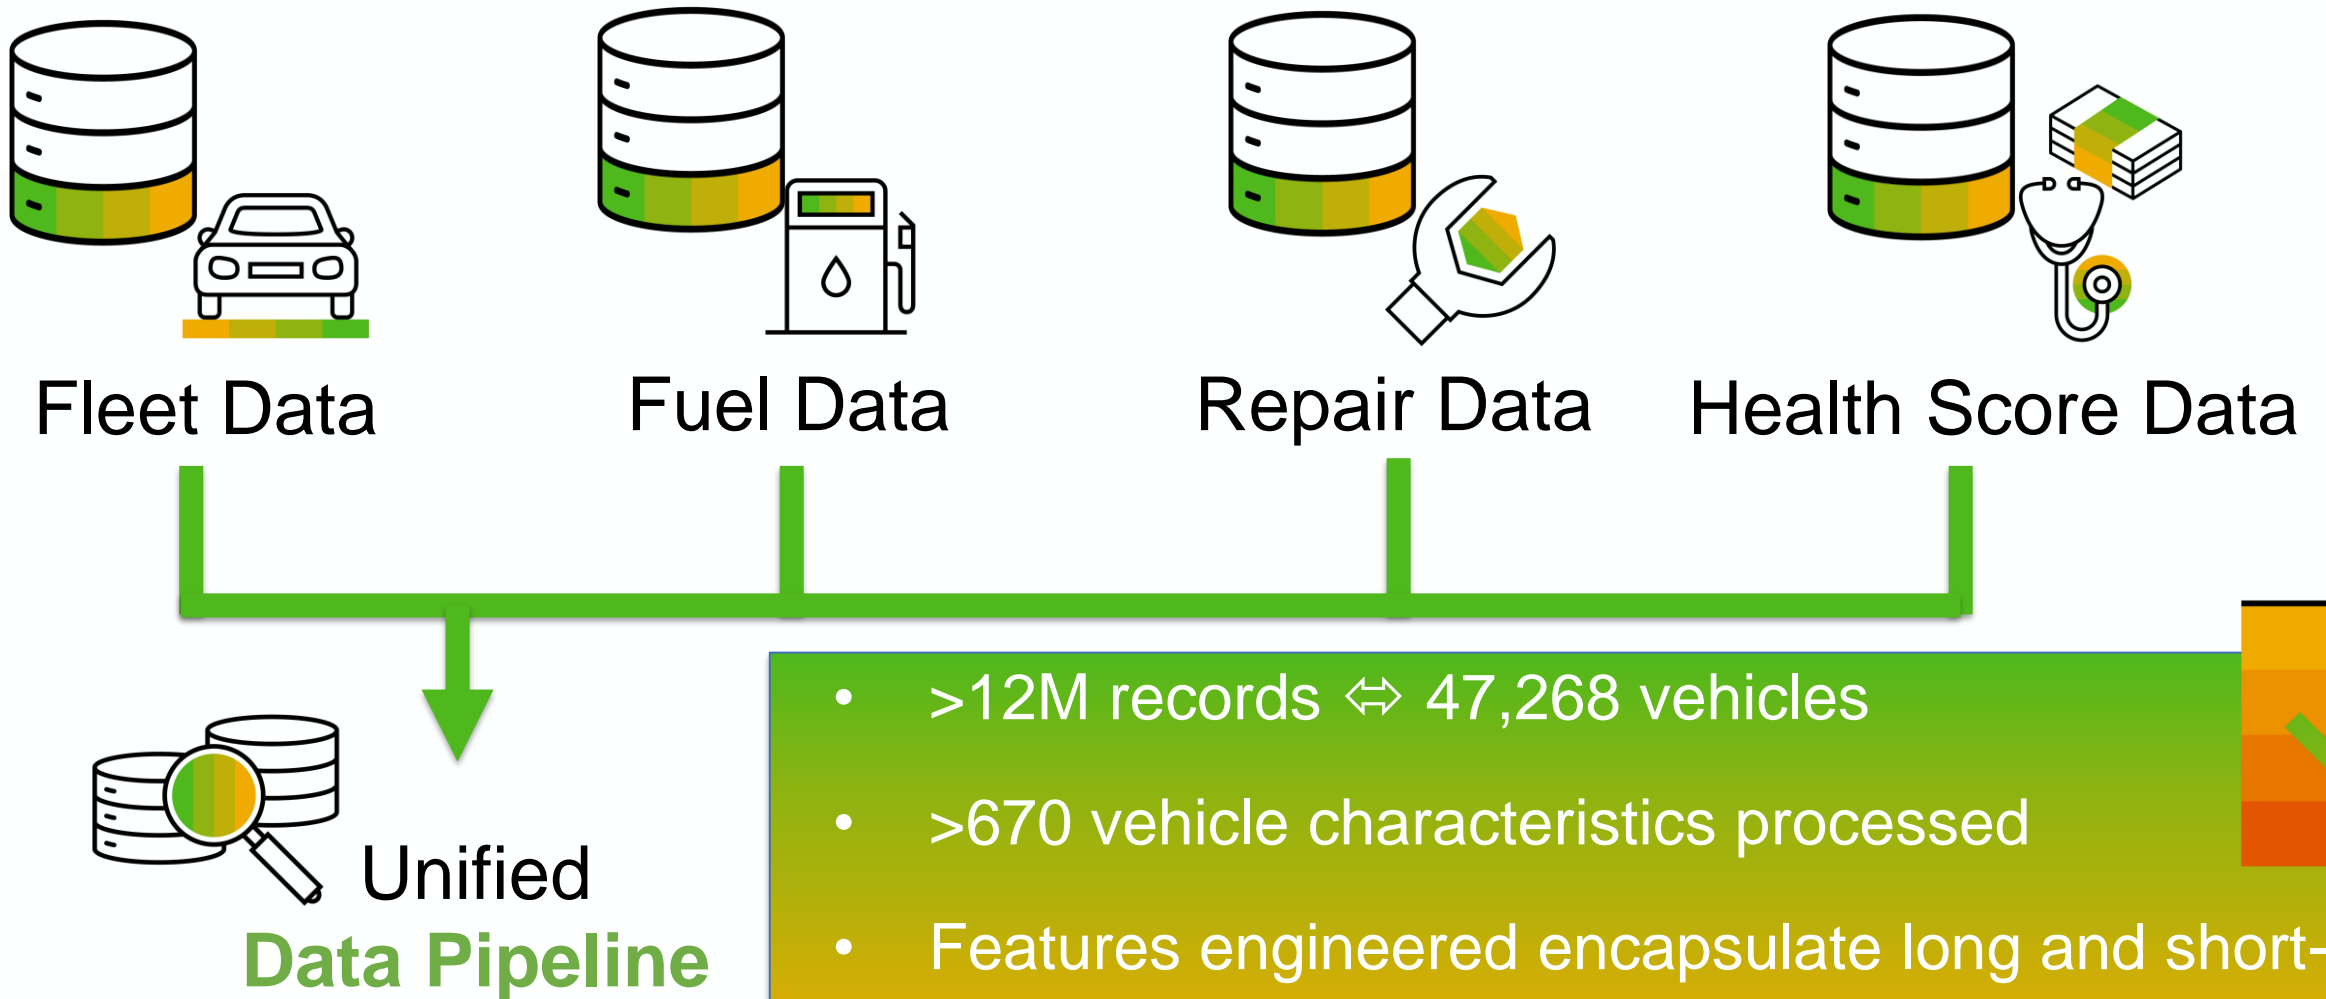 Fleet Data
Fuel Data
Repair Data
Health Score Data
• >12M records ⬄ 47,268 vehicles
• >670 vehicle characteristics processed
Unified
Data Pipeline
• Features engineered encapsulate long and short-